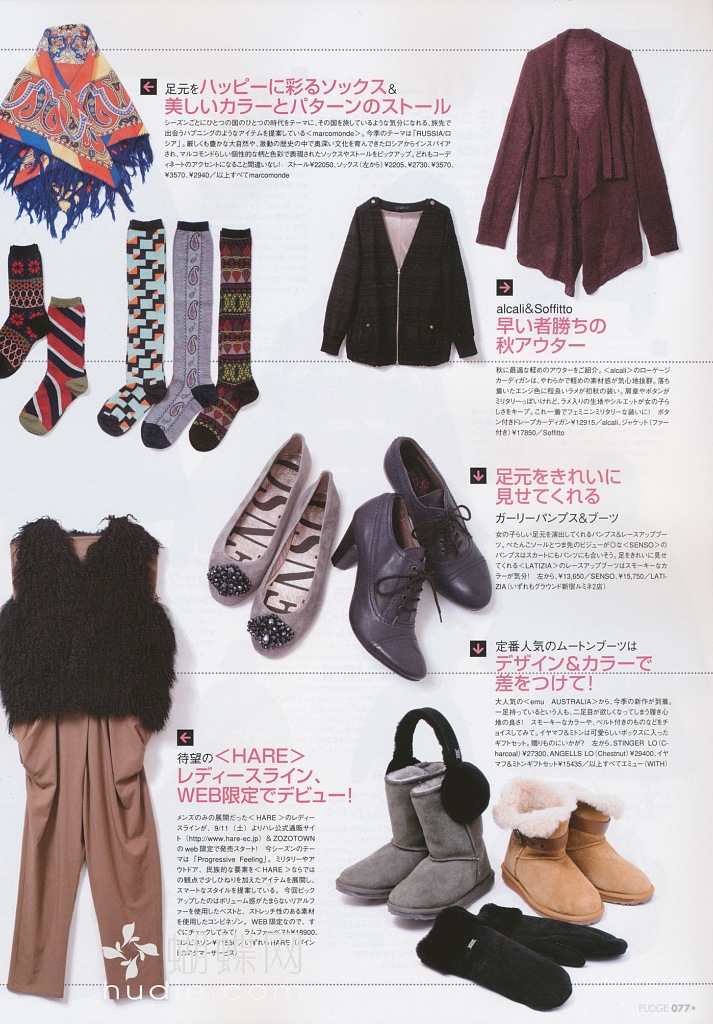 足元をハッピーに彩るソックス&
美しいカラーとパターンのストール
シーズンごとにひとつの国のひとつの時代をテーマに、その国を旅しているような気分になれる、旅先で
出会うハプニングのようなアイテムを提案している<marcomonde>。今季のテーマは「RUSSIA/ロ
シア」。厳しくも豊かな大自然や、激動の歴史の中で奥深い文化を育んできたロシアからインスパイア
され、マルコモンドらしい個性的な柄と色彩で表現されたソックスやストールをピックアップ。どれもコーデ
ィネートのアクセントになること間違いなし! ストール¥22050、ソックス(左から)¥2205、¥2730、¥3570、
¥3570、¥2940/以上すべてmarcomonde
alcali&Soffitto
早い者勝ちの
秋アウター
秋に最適な軽めのアウターをご紹介。<alcali>のローゲージ
カーディガンは、やわらかで軽めの素材感が気心地抜群。落ち
着いたエンジ色に程良いラメが初秋の装い。肩章やボタンが
ミリタリーっぽいけれど、ラメ入りの生地やシルエットが女の子ら
しさをキープ。これ一着でフェミニンミリタリーな装いに! ボタ
ン付きドレープカーディガン¥12915/alcali、ジャケット(ファー
付き)¥17850/Soffitto
足元をきれいに
見せてくれる
ガーリーパンプス&ブーツ
女の子らしい足元を演出してくれるパンプス&レースアップブー
ツ。ぺたんこソールとつま先のビジューが◎な<SENSO>の
パンプスはスカートにもパンツにも合いそう。足をきれいに見せ
てくれる<LATIZIA>のレースアップブーツはスモーキーなカ
ラーが気分! 左から、¥13,650/SENSO、¥15,750/LATI-
ZIA(いずれもグラウンド新宿ルミネ2店)
定番人気のムートンブーツは
デザイン&カラーで
差をつけて!
大人気の<emu AUSTRALIA>から、今季の新作が到着。
一足持っているという人も、二足目が欲しくなってしまう履き心
地の良さ! スモーキーなカラーや、ベルト付きのものなどをチ
ョイスしてみて。イヤマフ&ミトンは可愛らしいボックスに入った
ギフトセット。贈りものにいかが? 左から、STINGER LO(C
harcoal)¥27300、ANGELLS LO(Chestnut)¥29400、イヤ
マフ&ミトンギフトセット¥15435/以上すべてエミュー(WITH)
待望の<HARE>
レディースライン、
WEB限定でデビュー!
メンズのみの展開だった<HARE>のレディ
ースラインが、9/11(土)よりハレ公式通販サイ
ト(http://www.hare-ec.jp)&ZOZOTOWN
のweb限定で発売スタート! 今シーズンのテー
マは「Progressive Feeling」。ミリタリーやア
ウトドア、民族的な要素を<HARE>ならでは
の観点で少しひねりを加えたアイテムを展開し、
スマートなスタイルを提案している。今回ピック
アップしたのはボリューム感がたまらないリアルフ
ァーを使用したベストと、ストレッチ性のある素材
を使用したコンビネゾン。WEB限定なので、す
ぐにチェックしてみて! ラムファーベスト¥18900、
FUDGE 077
蝴蝶网